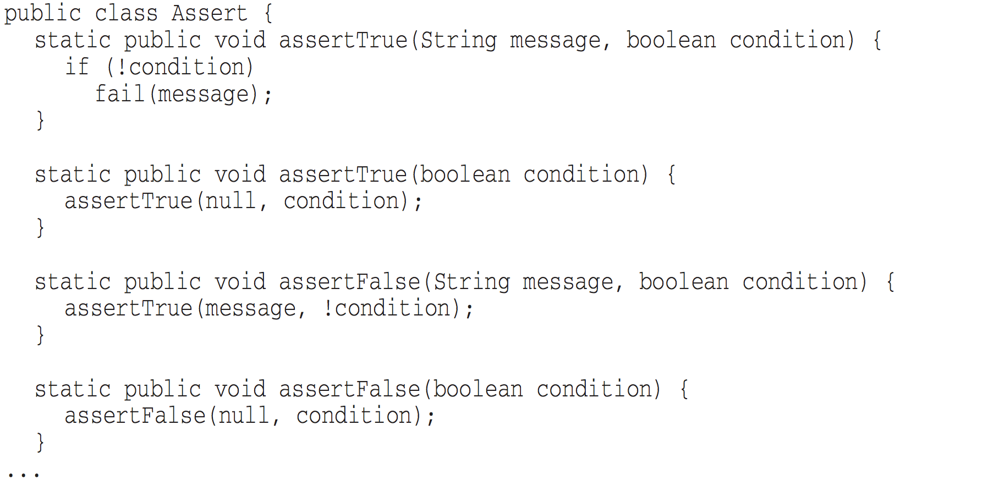 public class Assert {
static public void assertTrue(String message, boolean condition) {
if (!condition)
fail(message);
}
static public void assertTrue(boolean condition) {
assertTrue(null, condition);
}
static public void assertFalse(String message, boolean condition) {
assertTrue(message, !condition);
}
static public void assertFalse(boolean condition) {
assertFalse(null, condition);
}
...